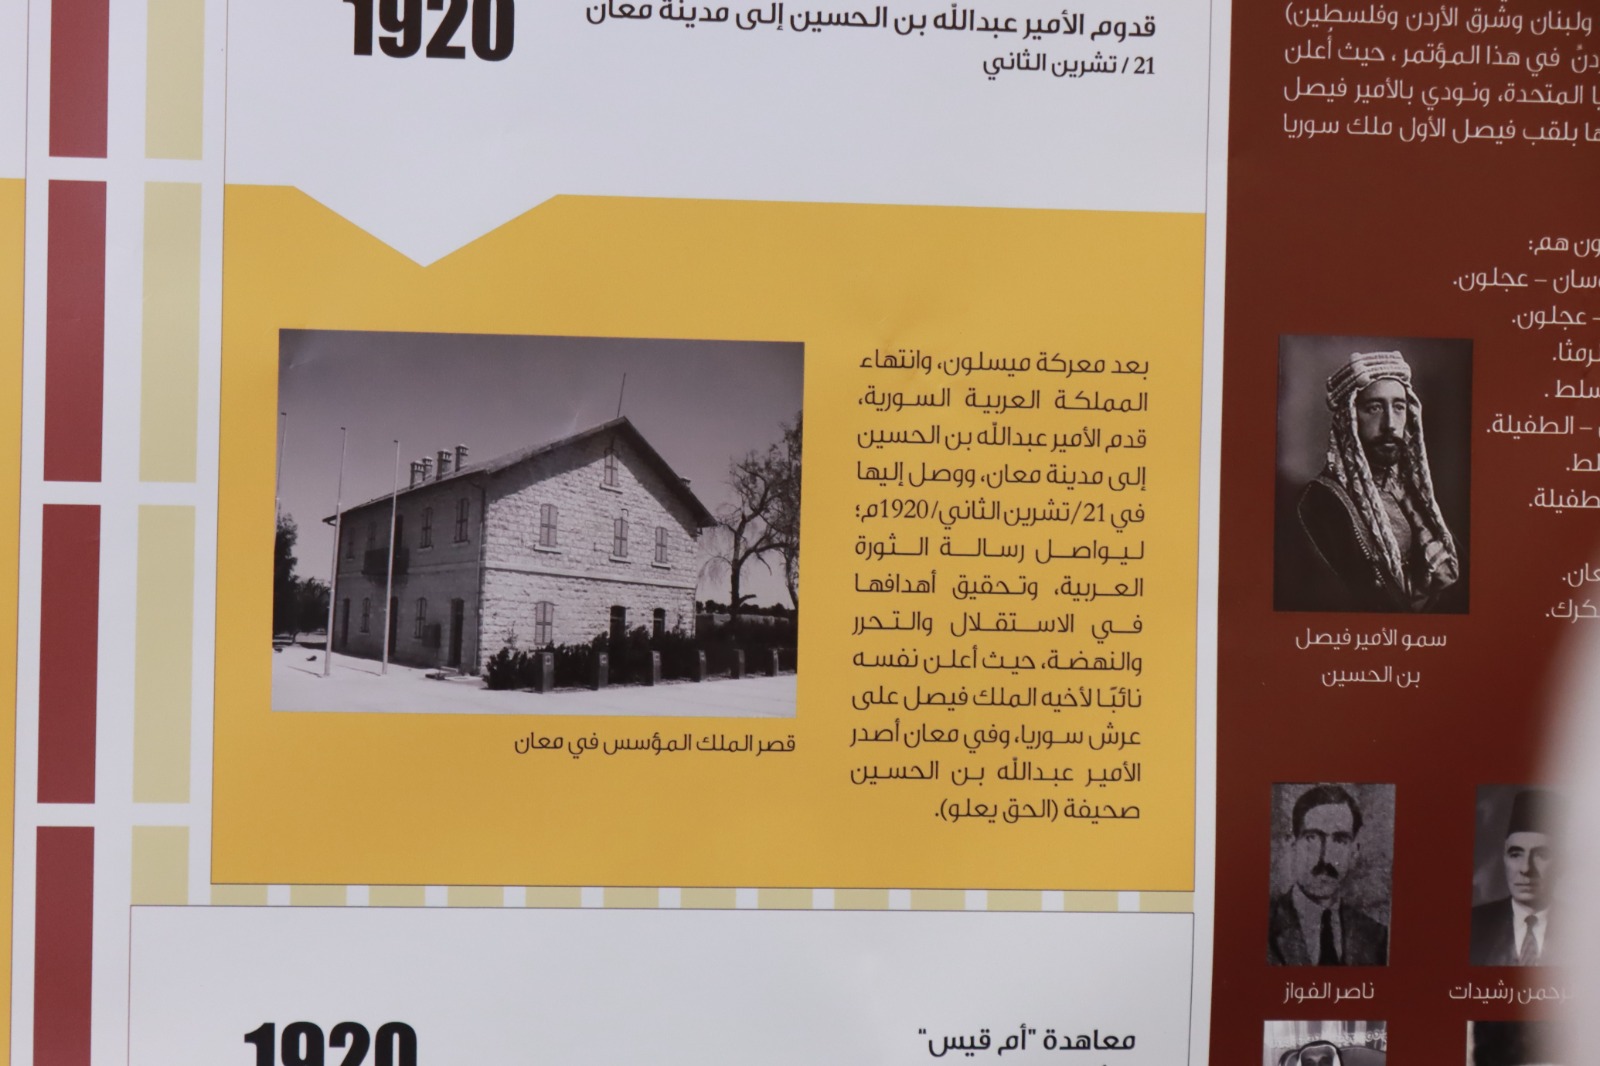 ولبنان وشرق الأردن وفلسطين)
في هذا المؤتمر، حيث أُعلن
المتحدة، ونودي بالأمير فيصل
بلقب فيصل الأول ملك سوريا
هم:
– عجلون.
– عجلون.
– الطفيلة.
سمو الأمير فيصل
بن الحسين
ناصر الفواز
رشيدات
1920
قدوم الأمير عبدالله بن الحسين إلى مدينة معان
21 / تشرين الثاني
بعد معركة ميسلون، وانتهاء
المملكة العربية السورية،
قدم الأمير عبدالله بن الحسين
إلى مدينة معان، ووصل إليها
في 21/تشرين الثاني/1920م؛
ليواصل رسالة الثورة
العربية، وتحقيق أهدافها
في الاستقلال والتحرر
والنهضة، حيث أعلن نفسه
نائبًا لأخيه الملك فيصل على
عرش سوريا، وفي معان أصدر
الأمير عبدالله بن الحسين
صحيفة (الحق يعلو).
قصر الملك المؤسس في معان
1920
معاهدة "أم قيس"